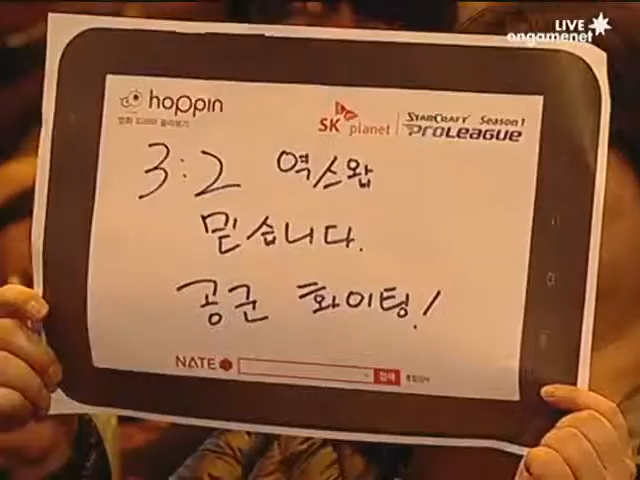 LIVE
ongamenet
hoppin
SK planet
STARCRAFT Season 1
PROLEAGUE
3:2 역스왑
믿습니다.
공군 화이팅!
NATE
검색